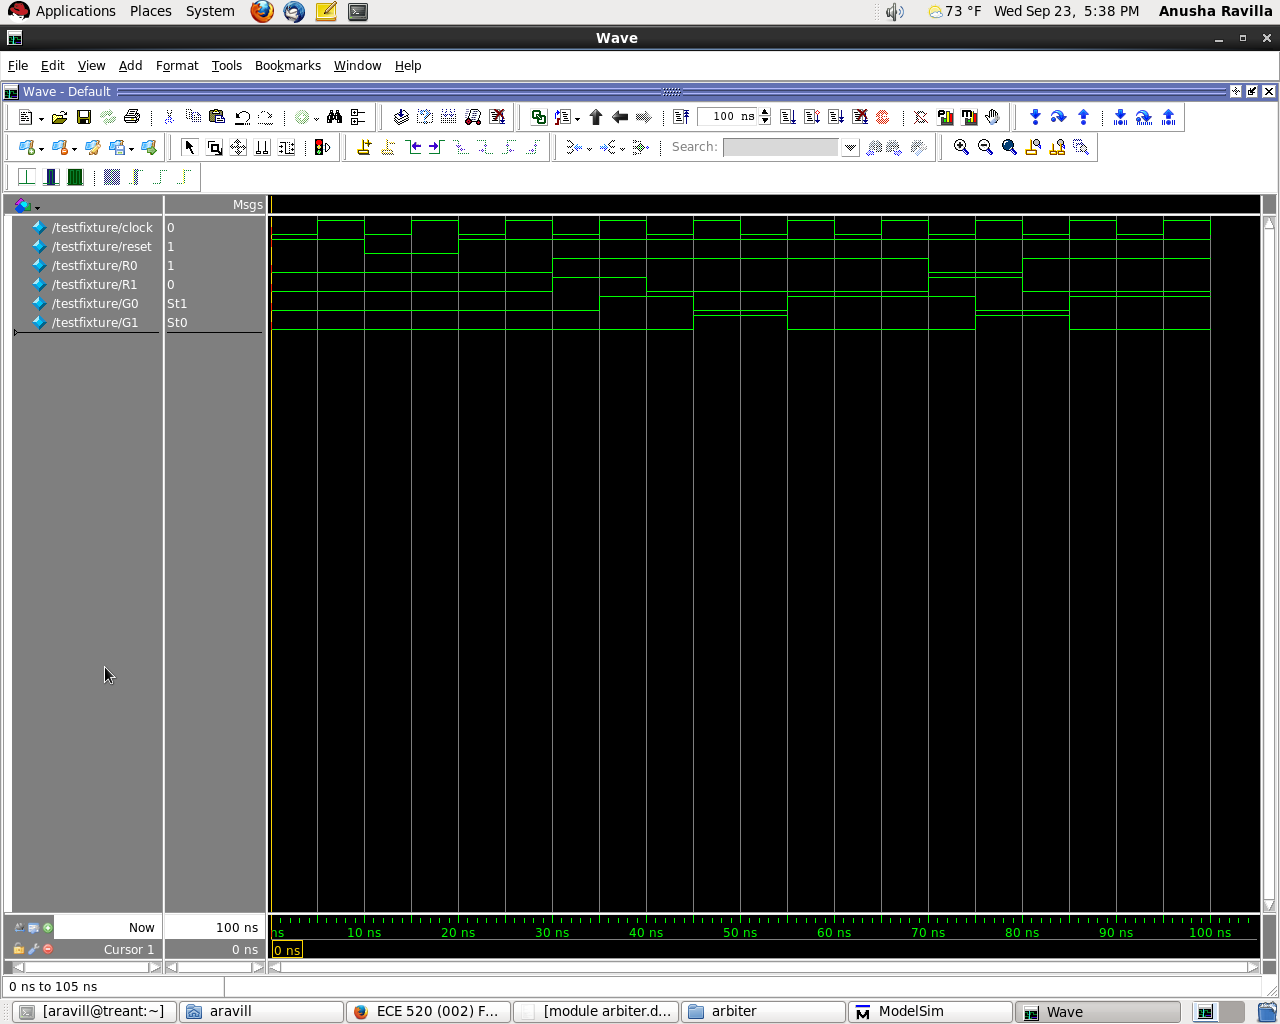 Applications Places System 73 °F Wed Sep 23, 5:38 PM Anusha Ravilla
Wave
File Edit View Add Format Tools Bookmarks Window Help
Wave - Default
100 ns
Search:
Msgs
/testfixture/clock 0
/testfixture/reset 1
/testfixture/R0 1
/testfixture/R1 0
/testfixture/G0 St1
/testfixture/G1 St0
Now 100 ns ns 10 ns 20 ns 30 ns 40 ns 50 ns 60 ns 70 ns 80 ns 90 ns 100 ns
Cursor 1 0 ns 0 ns
0 ns to 105 ns
[aravill@treant:~] aravill ECE 520 (002) F... [module arbiter.d... arbiter ModelSim Wave